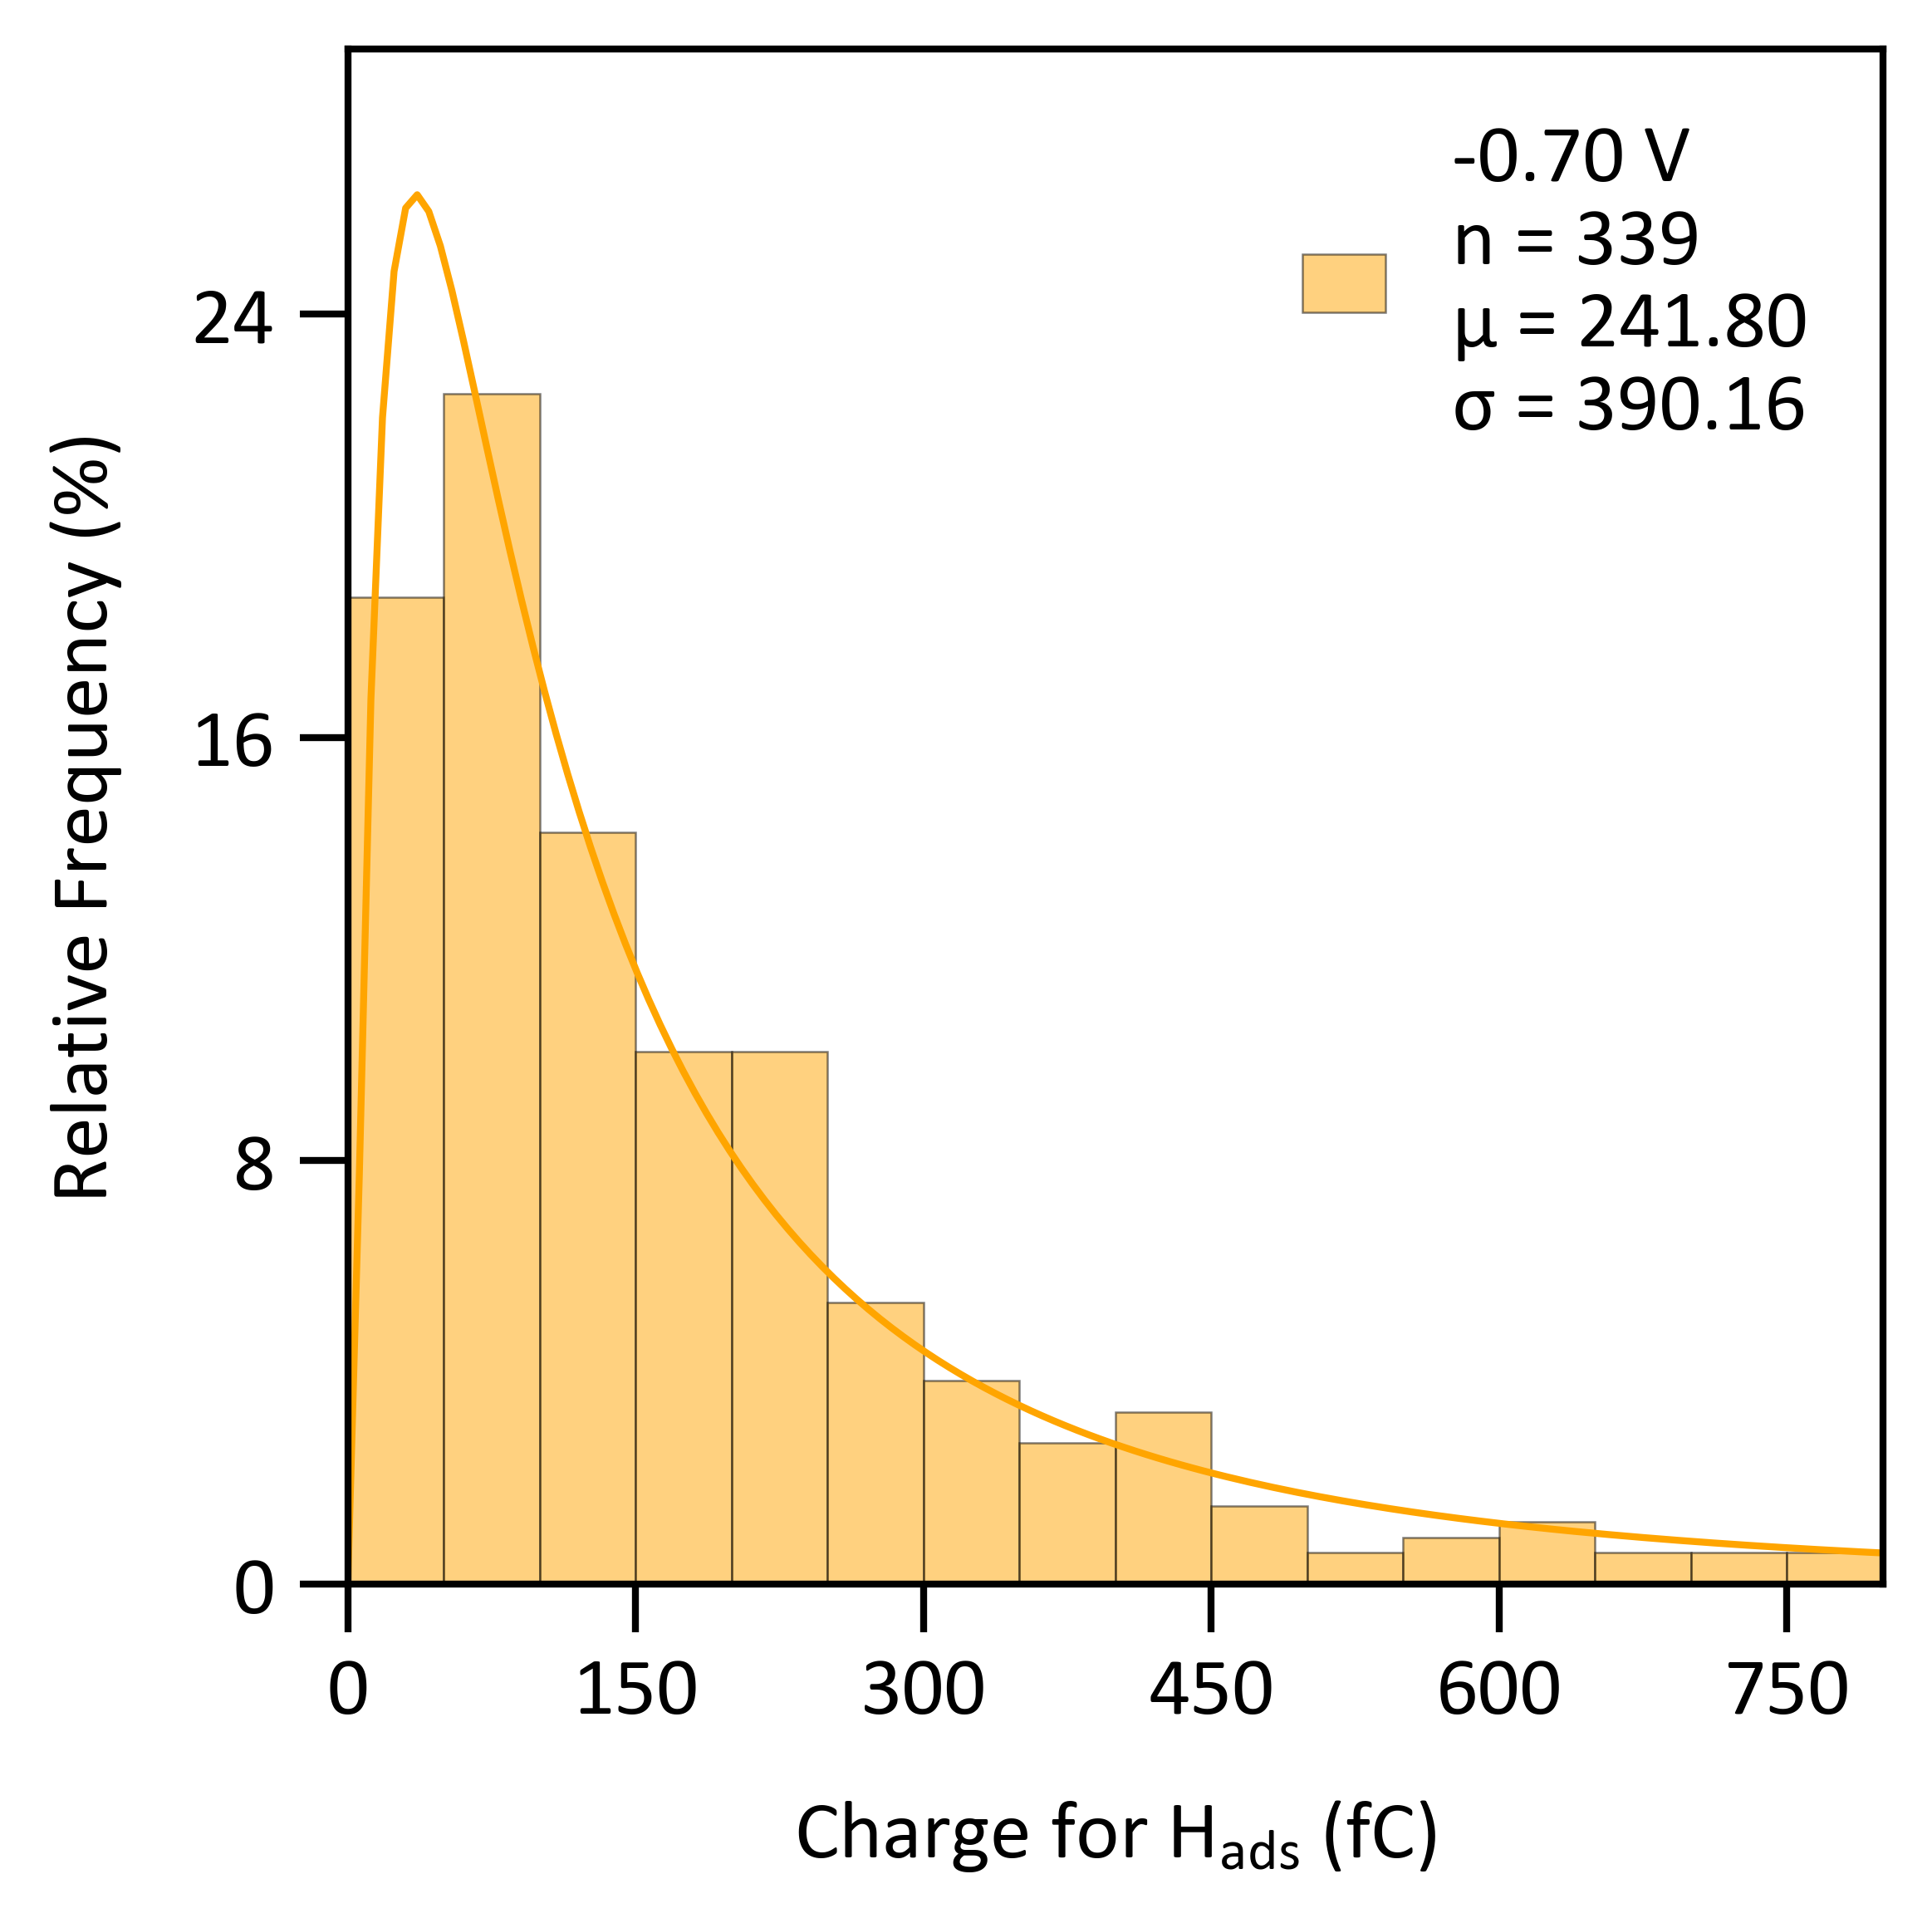 -0.70 V
n = 339
µ = 241.80
σ = 390.16
Relative Frequency (%)
24
16
8
0
0 150 300 450 600 750
Charge for Hads (fC)